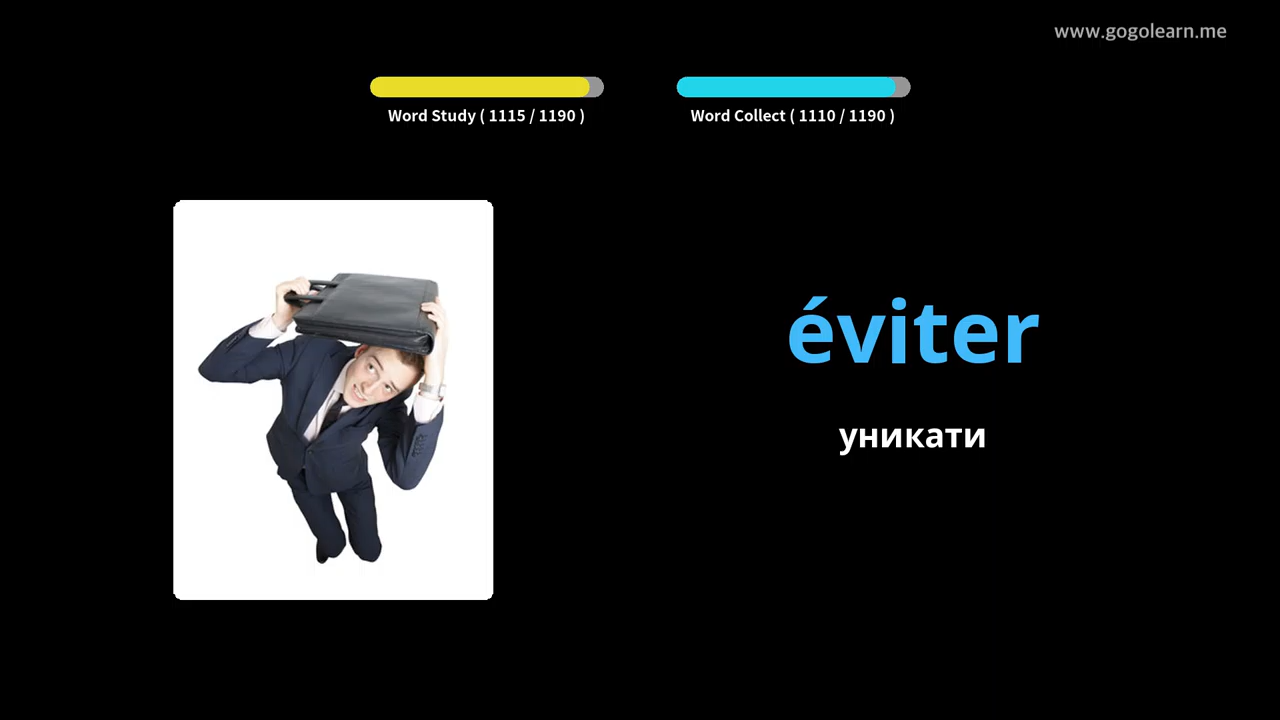 www.gogolearn.me
Word Study ( 1115 / 1190 )
Word Collect ( 1110 / 1190 )
éviter
уникати